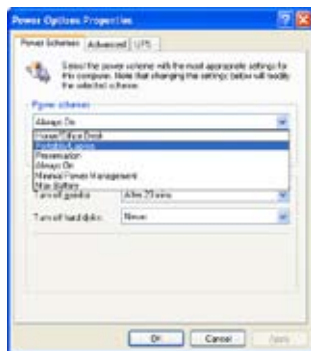 Power Options Properties
Power Schemes Advanced UPS
Select the power scheme with the most appropriate settings for
this computer. Note that changing the settings below will modify
the selected scheme.
Power schemes
Always On
Home/Office Desk
Portable/Laptop
Presentation
Always On
Minimal Power Management
Max Battery
Turn off monitor: After 20 mins
Turn off hard disks: Never
OK Cancel Apply